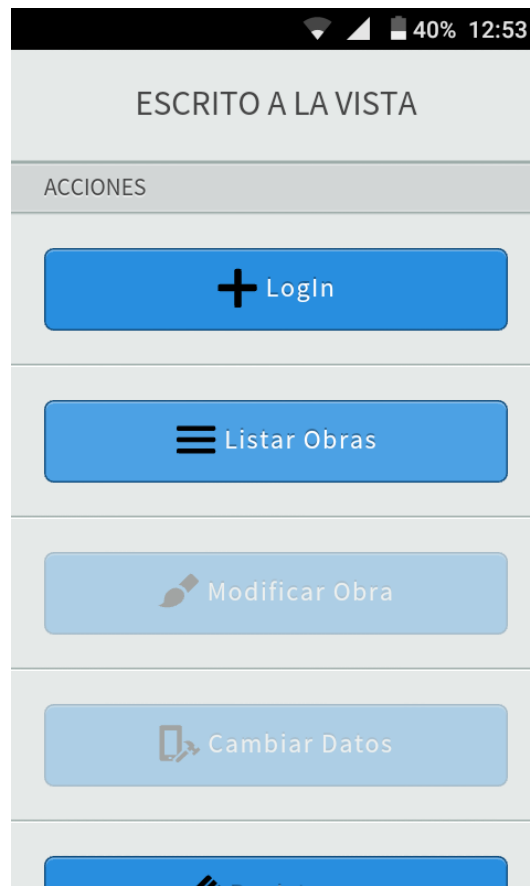 40% 12:53
ESCRITO A LA VISTA
ACCIONES
LogIn
Listar Obras
Modificar Obra
Cambiar Datos